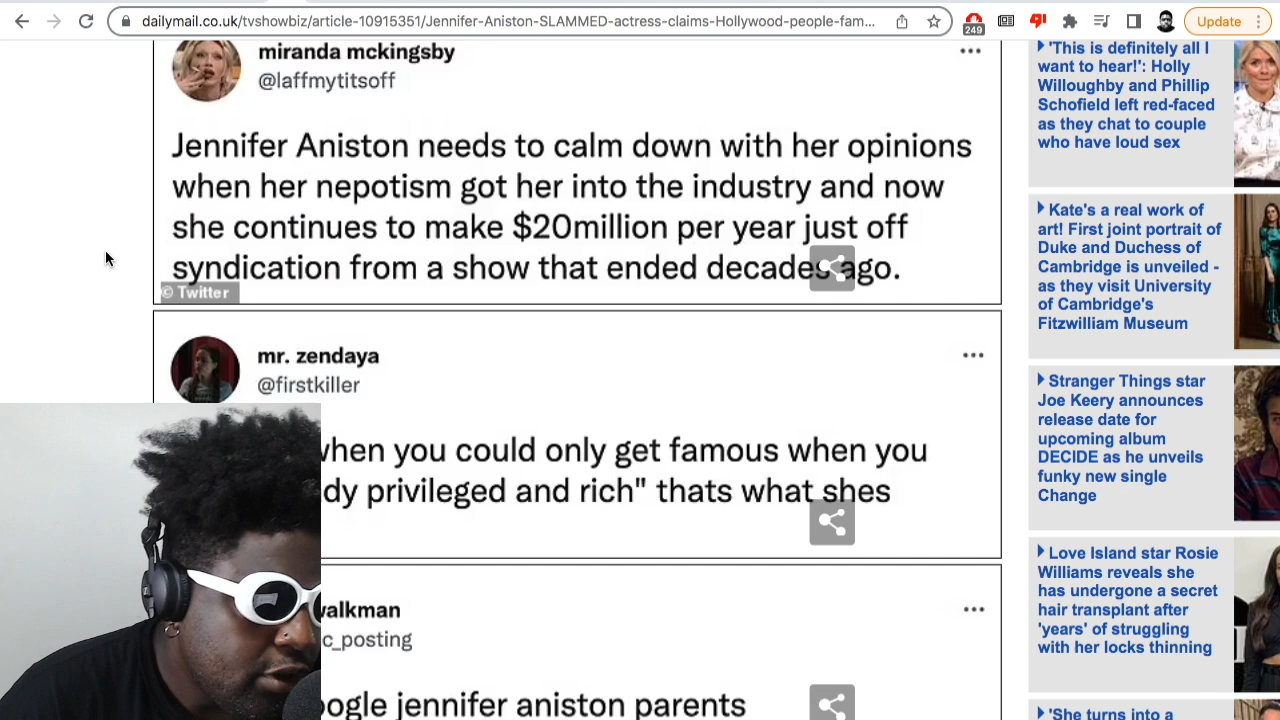 dailymail.co.uk/tvshowbiz/article-10915351/Jennifer-Aniston-SLAMMED-actress-claims-Hollywood-people-fam...
249
Update
miranda mckingsby
@laffmytitsoff
Jennifer Aniston needs to calm down with her opinions
when her nepotism got her into the industry and now
she continues to make $20million per year just off
syndication from a show that ended decades ago.
© Twitter
mr. zendaya
@firstkiller
when you could only get famous when you
dy privileged and rich" thats what shes
walkman
c_posting
oogle jennifer aniston parents
'This is definitely all I
want to hear!': Holly
Willoughby and Phillip
Schofield left red-faced
as they chat to couple
who have loud sex
Kate's a real work of
art! First joint portrait of
Duke and Duchess of
Cambridge is unveiled -
as they visit University
of Cambridge's
Fitzwilliam Museum
Stranger Things star
Joe Keery announces
release date for
upcoming album
DECIDE as he unveils
funky new single
Change
Love Island star Rosie
Williams reveals she
has undergone a secret
hair transplant after
'years' of struggling
with her locks thinning
'She turns into a